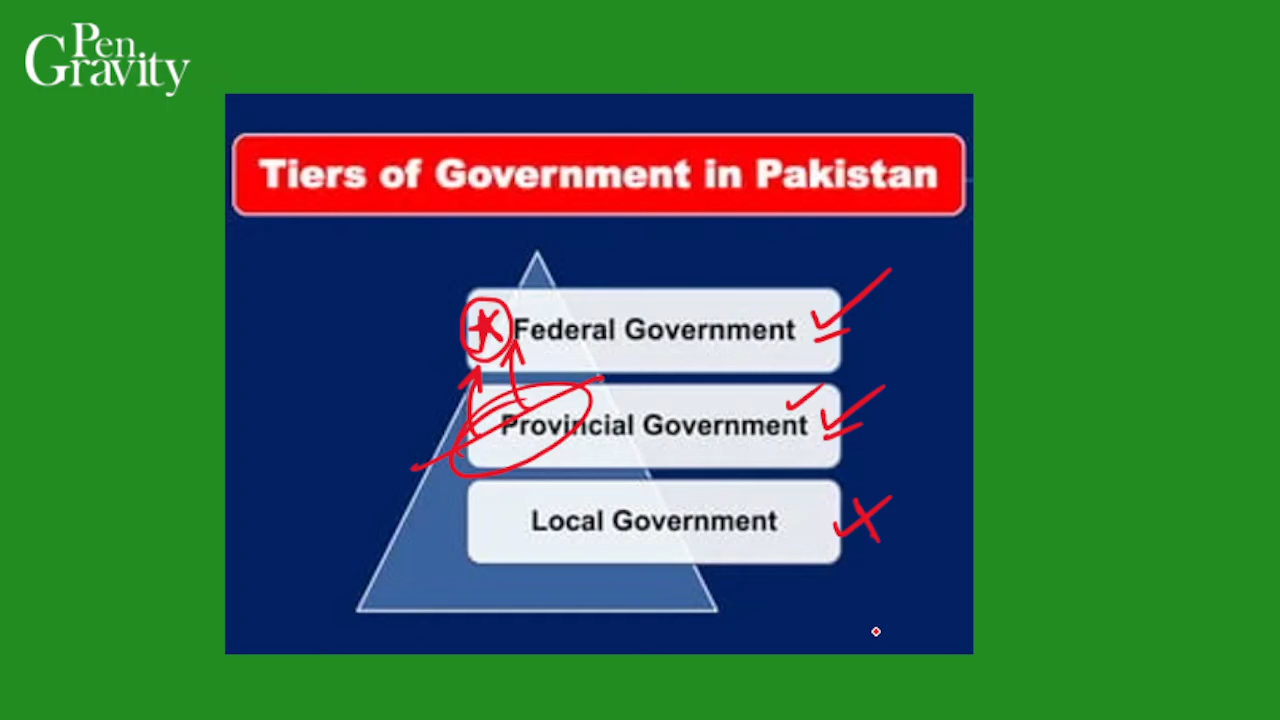 Pen
Gravity
Tiers of Government in Pakistan
Federal Government
Provincial Government
Local Government